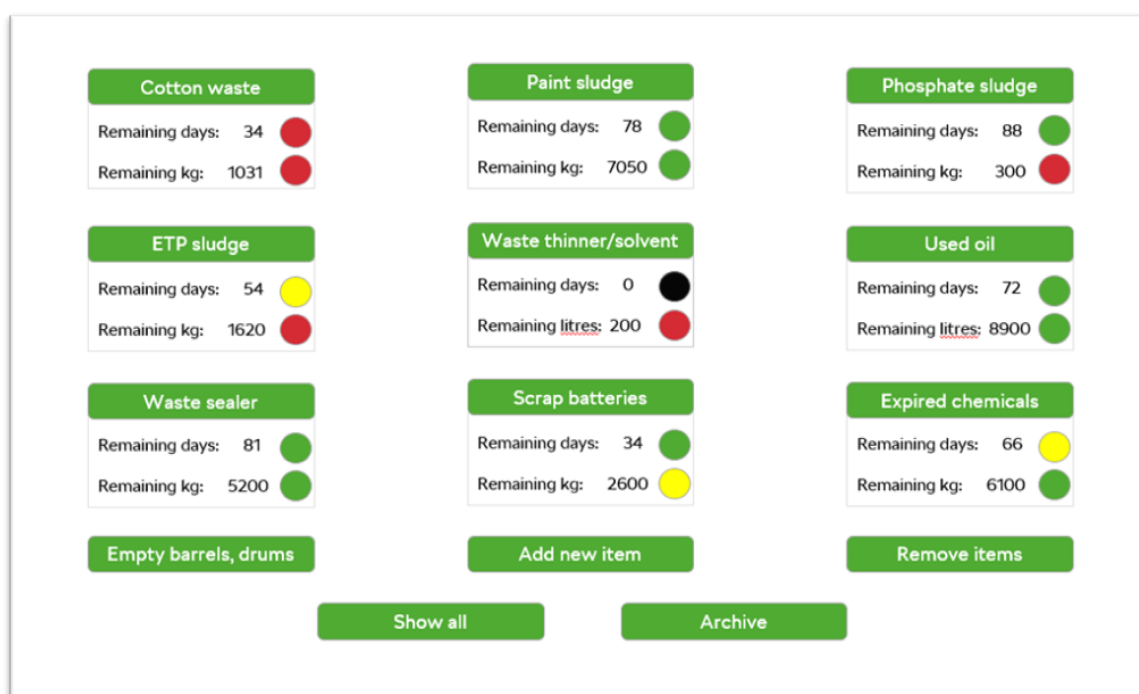 Cotton waste
Remaining days: 34
Remaining kg: 1031
Paint sludge
Remaining days: 78
Remaining kg: 7050
Phosphate sludge
Remaining days: 88
Remaining kg: 300
ETP sludge
Remaining days: 54
Remaining kg: 1620
Waste thinner/solvent
Remaining days: 0
Remaining litres: 200
Used oil
Remaining days: 72
Remaining litres: 8900
Waste sealer
Remaining days: 81
Remaining kg: 5200
Scrap batteries
Remaining days: 34
Remaining kg: 2600
Expired chemicals
Remaining days: 66
Remaining kg: 6100
Empty barrels, drums
Add new item
Remove items
Show all
Archive